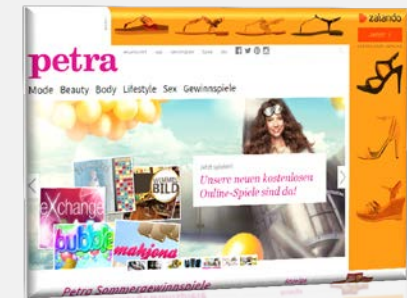 zalando
petra
Mode Beauty Body Lifestyle Sex Gewinnspiele
Unsere neuen kostenlosen
Online-Spiele sind da!
WIMMEL
BILD
eXchange
bubble
mahjong
Petra Sommergewinnspiele